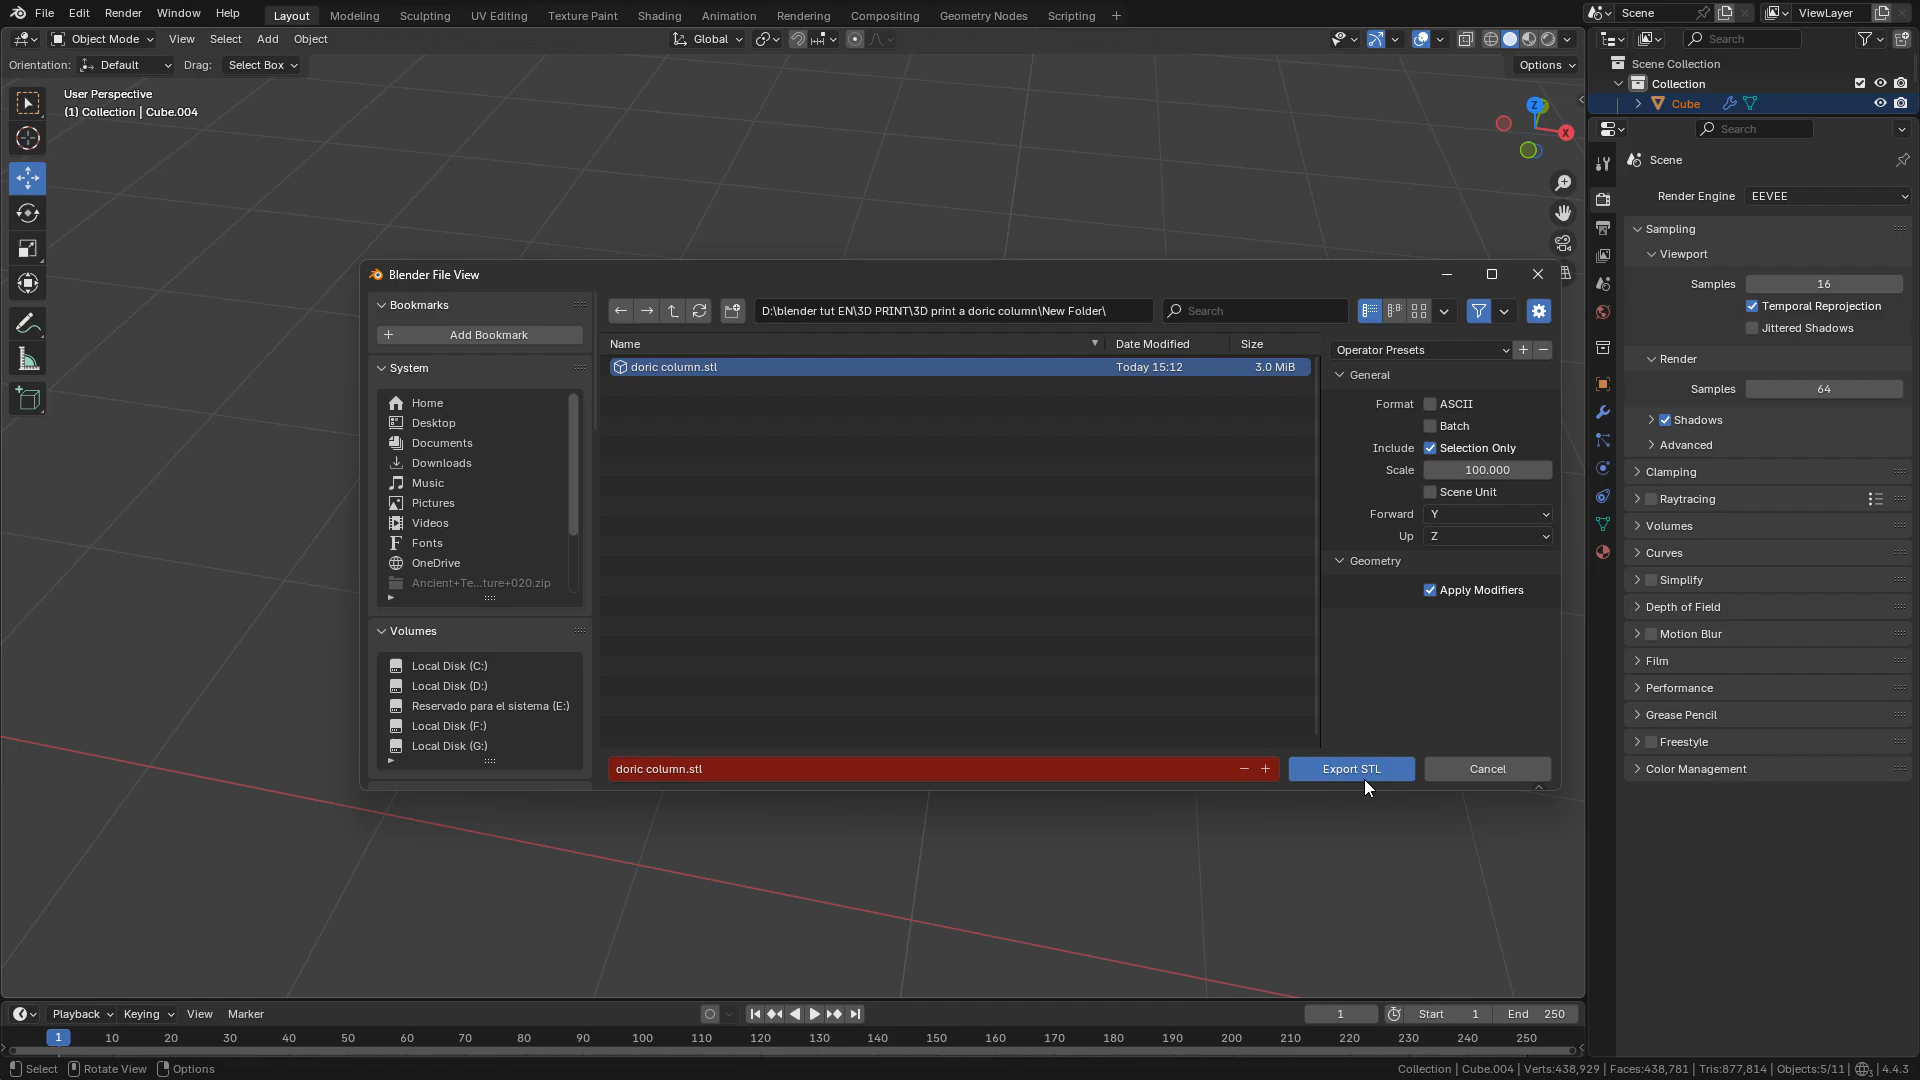 File Edit Render Window Help Layout Modeling Sculpting UV Editing Texture Paint Shading Animation Rendering Compositing Geometry Nodes Scripting + Scene ViewLayer
Object Mode View Select Add Object Global Search
Orientation: Default Drag: Select Box Options
Scene Collection
Collection
Cube
User Perspective
(1) Collection | Cube.004
Z
X
Search
Scene
Render Engine EEVEE
Sampling
Viewport
Samples 16
Temporal Reprojection
Jittered Shadows
Render
Samples 64
Shadows
Advanced
Clamping
Raytracing
Volumes
Curves
Simplify
Depth of Field
Motion Blur
Film
Performance
Grease Pencil
Freestyle
Color Management
Blender File View
Bookmarks
Add Bookmark
System
Home
Desktop
Documents
Downloads
Music
Pictures
Videos
Fonts
OneDrive
Ancient+Te...ture+020.zip
Volumes
Local Disk (C:)
Local Disk (D:)
Reservado para el sistema (E:)
Local Disk (F:)
Local Disk (G:)
D:\blender tut EN\3D PRINT\3D print a doric column\New Folder\ Search
Name Date Modified Size
doric column.stl Today 15:12 3.0 MiB
Operator Presets
General
Format ASCII
Batch
Include Selection Only
Scale 100.000
Scene Unit
Forward Y
Up Z
Geometry
Apply Modifiers
doric column.stl Export STL Cancel
Playback Keying View Marker 1 Start 1 End 250
1 10 20 30 40 50 60 70 80 90 100 110 120 130 140 150 160 170 180 190 200 210 220 230 240 250
Select Rotate View Options Collection | Cube.004 | Verts:438,929 | Faces:438,781 | Tris:877,814 | Objects:5/11 | 3 | 4.4.3